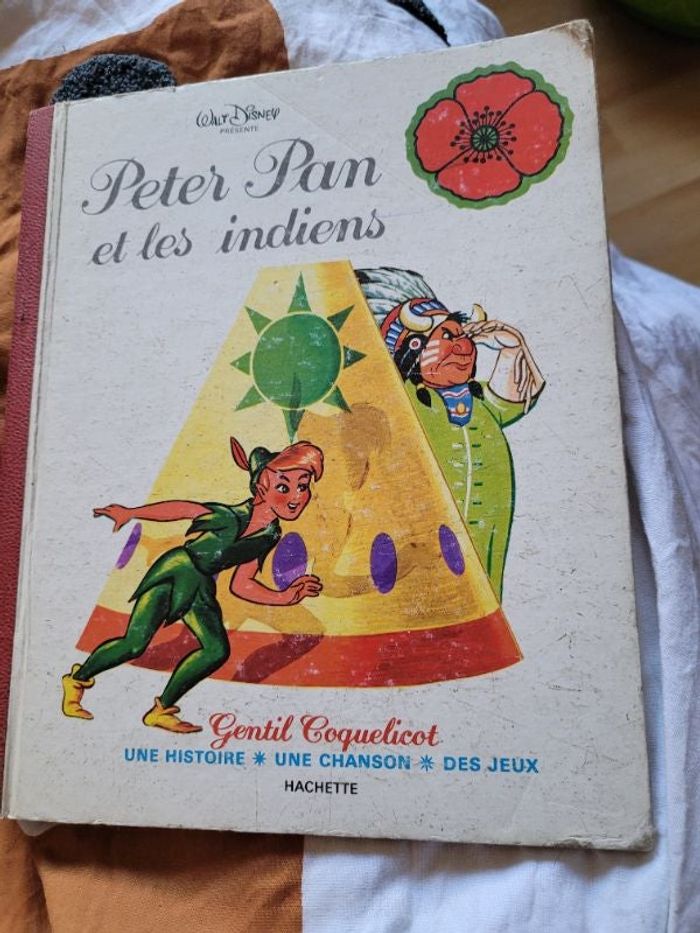 WALT DISNEY
PRÉSENTE
Peter Pan
et les indiens
Gentil Coquelicot
UNE HISTOIRE * UNE CHANSON * DES JEUX
HACHETTE